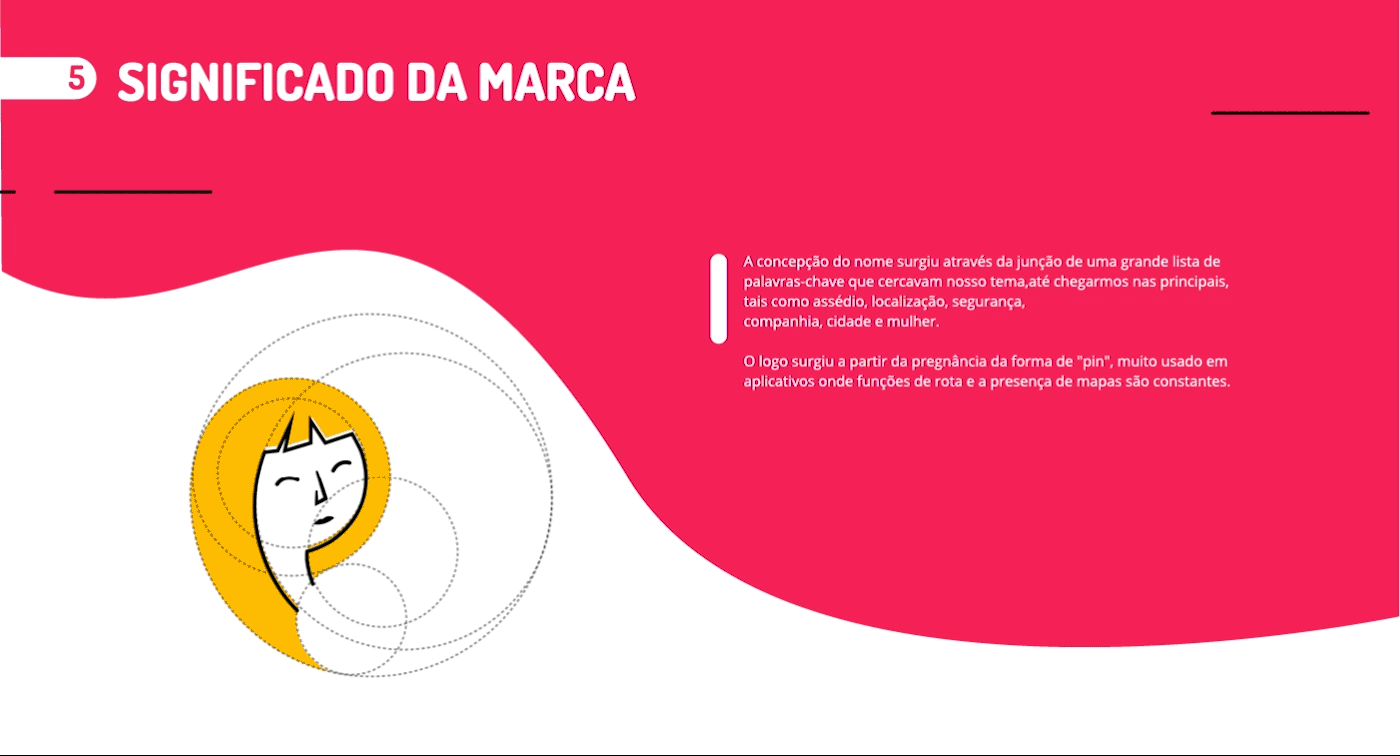 5
SIGNIFICADO DA MARCA
A concepção do nome surgiu através da junção de uma grande lista de
palavras-chave que cercavam nosso tema,até chegarmos nas principais,
tais como assédio, localização, segurança,
companhia, cidade e mulher.
O logo surgiu a partir da pregnância da forma de "pin", muito usado em
aplicativos onde funções de rota e a presença de mapas são constantes.